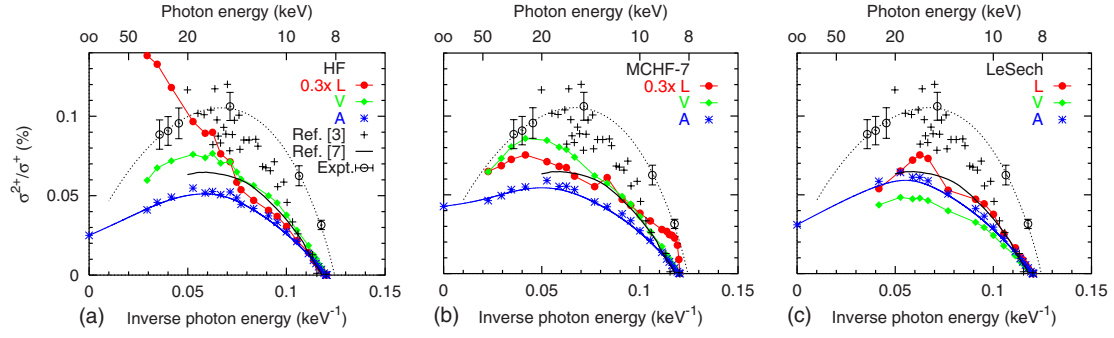 Photon energy (keV) Photon energy (keV) Photon energy (keV)
oo 50 20 10 8 oo 50 20 10 8 oo 50 20 10 8
HF MCHF-7 LeSech
0.3x L 0.3x L L
V V V
A A A
0.1
Ref. [3]
Ref. [7]
Expt.
0.05
0
σ²⁺/σ⁺ (%)
0 0.05 0.1 0.15 0 0.05 0.1 0.15 0 0.05 0.1 0.15
(a) Inverse photon energy (keV⁻¹) (b) Inverse photon energy (keV⁻¹) (c) Inverse photon energy (keV⁻¹)